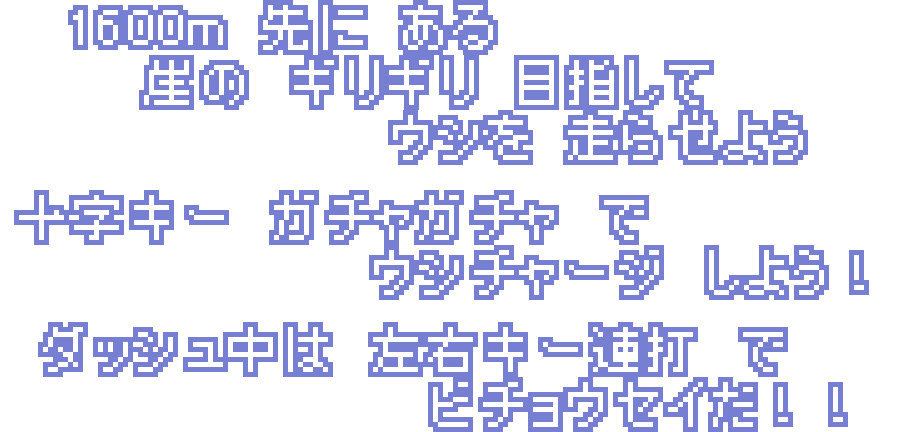 1600m 先に ある
崖の ギリギリ 目指して
ウシを 走らせよう
十字キー ガチャガチャ で
ウシチャージ しよう！
ダッシュ中は 左右キー連打 で
ビチョウセイだ！！